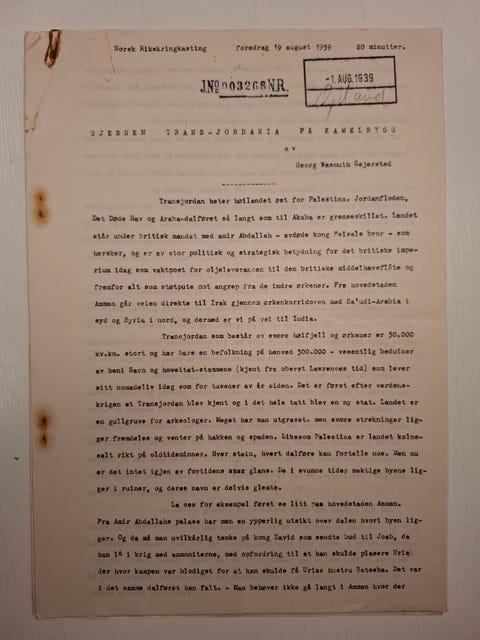 Norsk Rikskringkasting foredrag 19 august 1939 20 minutter.
J.No 003268 N.R.
-1. AUG. 1939
GJENNEM TRANS-JORDANIA PÅ KAMELRYGG
av
Georg Wasmuth Sejersted
Transjordan heter høilandet øst for Palestina. Jordanfloden,
Det Døde Hav og Araba-dalføret så langt som til Akaba er grenseskillet. Landet
står under britisk mandat med amir Abdallah - avdøde kong Feisals bror - som
hersker, og er av stor politisk og strategisk betydning for det britiske impe-
rium idag som vaktpost for oljeleveransen til den britiske middelhavsflåte og
fremfor alt som støtpute mot angrep fra de indre ørkener. Fra hovedstaden
Amman går veien direkte til Irak gjennem ørkenkorridoren med Sa'udi-Arabia i
syd og Syria i nord, og dermed er vi på vei til India.
Transjordan som består av svære høifjell og ørkener er 50.000
kv.km. stort og har bare en befolkning på henved 300.000 - vesentlig beduiner
av beni Sach og howeitat-stammene (kjent fra oberst Lawrences tid) som lever
sitt nomadeliv idag som for tusener av år siden. Det er først efter verdens-
krigen at Transjordan blev kjent og i det hele tatt blev en ny stat. Landet er
en gullgruve for arkeologer. Meget har man utgravet, men svære strekninger lig-
ger fremdeles og venter på hakken og spaden. Likesom Palestina er landet kolos-
salt rikt på oldtidsminner. Hver stein, hvert dalføre kan fortelle noe. Men nu
er det intet igjen av fortidens glans. De i svunne tider mektige byene lig-
ger i ruiner, og deres navn er delvis glemte.
La oss for eksempel først se litt paa hovedstaden Amman.
Fra Amir Abdallahs palass har man en ypperlig utsikt over dalen hvori byen lig-
ger. Og da må man uvilkårlig tenke på kong David som sendte bud til Joab, da
han lå i krig med ammoniterne, med opfordring til at han skulde plasere Urias
der hvor kampen var blodigst for at han skulde få Urias hustru Batseba. Det var
i det samme dalføret han falt. - Man behøver ikke gå langt i Amman hvor der